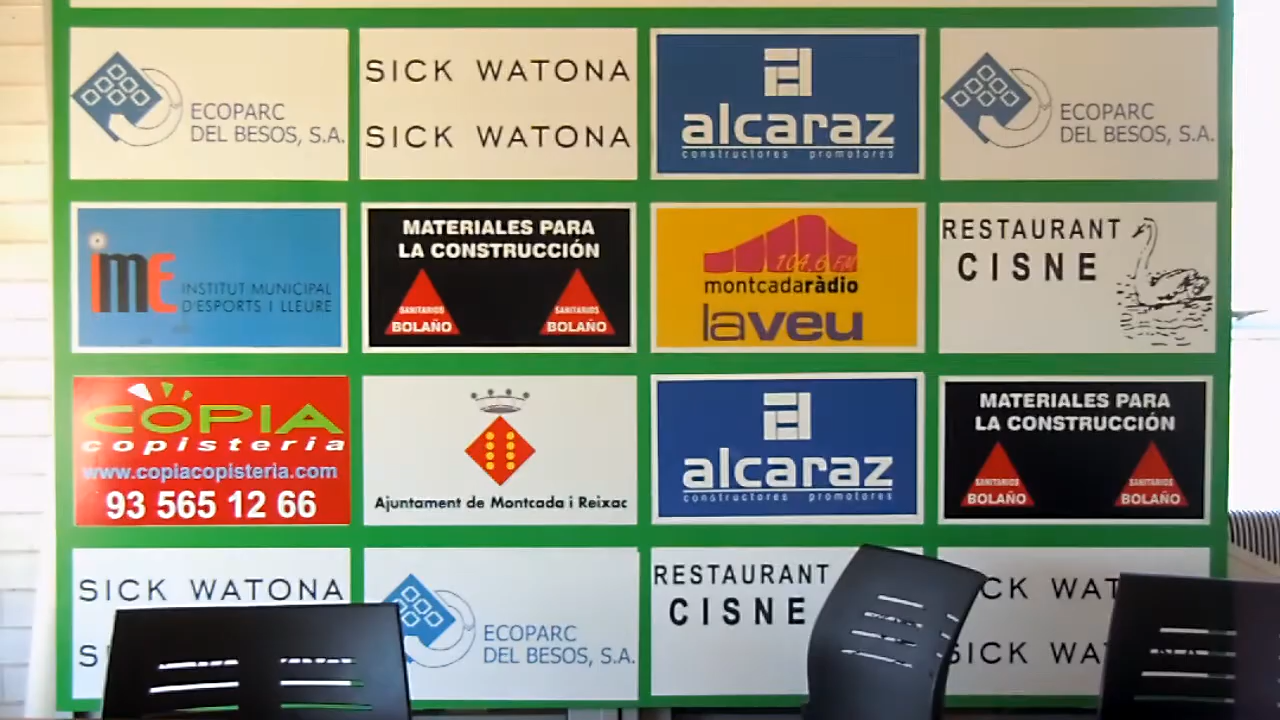 ECOPARC
DEL BESOS, S.A.
SICK WATONA
SICK WATONA
alcaraz
constructores promotores
ECOPARC
DEL BESOS, S.A.
ime INSTITUT MUNICIPAL
D'ESPORTS I LLEURE
MATERIALES PARA
LA CONSTRUCCIÓN
SANITARIOS SANITARIOS
BOLAÑO BOLAÑO
104.6 FM
montcadaràdio
laveu
RESTAURANT
CISNE
CÒPIA
copisteria
www.copiacopisteria.com
93 565 12 66
Ajuntament de Montcada i Reixac
alcaraz
constructores promotores
MATERIALES PARA
LA CONSTRUCCIÓN
SANITARIOS SANITARIOS
BOLAÑO BOLAÑO
SICK WATONA
ECOPARC
DEL BESOS, S.A.
RESTAURANT
CISNE
CK WAT
SICK WA